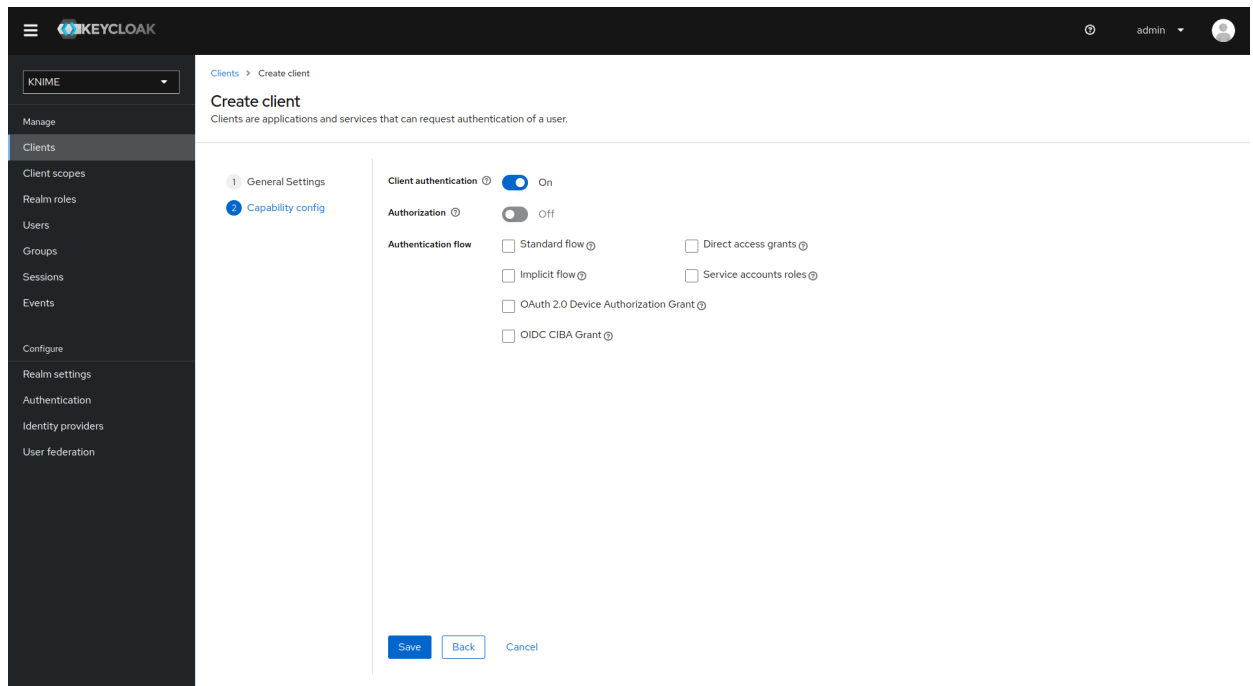 KEYCLOAK
admin
KNIME
Manage
Clients
Client scopes
Realm roles
Users
Groups
Sessions
Events
Configure
Realm settings
Authentication
Identity providers
User federation
Clients > Create client
Create client
Clients are applications and services that can request authentication of a user.
1 General Settings
2 Capability config
Client authentication On
Authorization Off
Authentication flow Standard flow Direct access grants
Implicit flow Service accounts roles
OAuth 2.0 Device Authorization Grant
OIDC CIBA Grant
Save Back Cancel